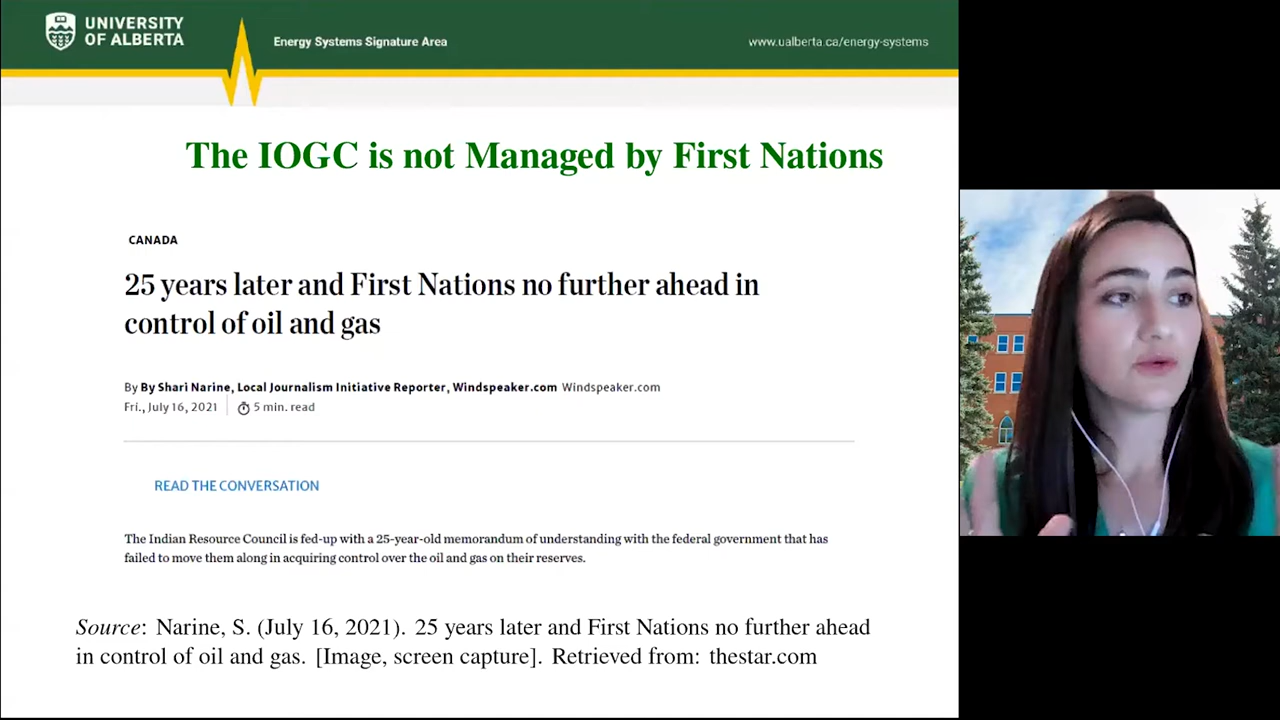 UNIVERSITY
OF ALBERTA
Energy Systems Signature Area
www.ualberta.ca/energy-systems
The IOGC is not Managed by First Nations
CANADA
25 years later and First Nations no further ahead in
control of oil and gas
By By Shari Narine, Local Journalism Initiative Reporter, Windspeaker.com Windspeaker.com
Fri., July 16, 2021 5 min. read
READ THE CONVERSATION
The Indian Resource Council is fed-up with a 25-year-old memorandum of understanding with the federal government that has
failed to move them along in acquiring control over the oil and gas on their reserves.
Source: Narine, S. (July 16, 2021). 25 years later and First Nations no further ahead
in control of oil and gas. [Image, screen capture]. Retrieved from: thestar.com